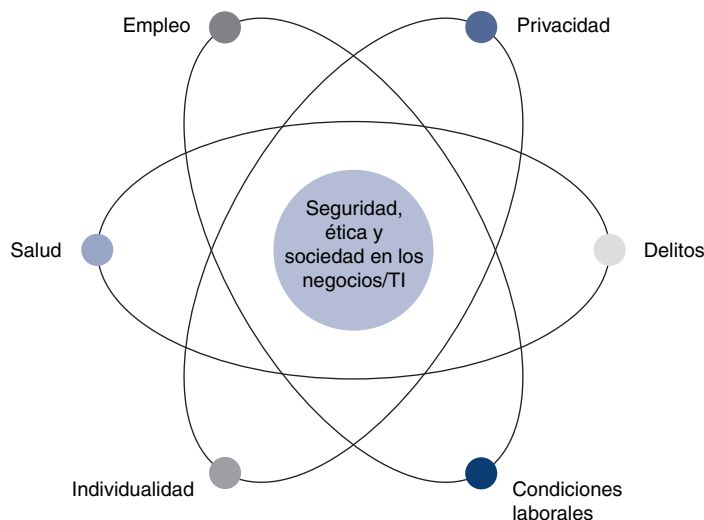 Empleo
Privacidad
Seguridad,
ética y
sociedad en los
negocios/TI
Salud
Delitos
Individualidad
Condiciones
laborales